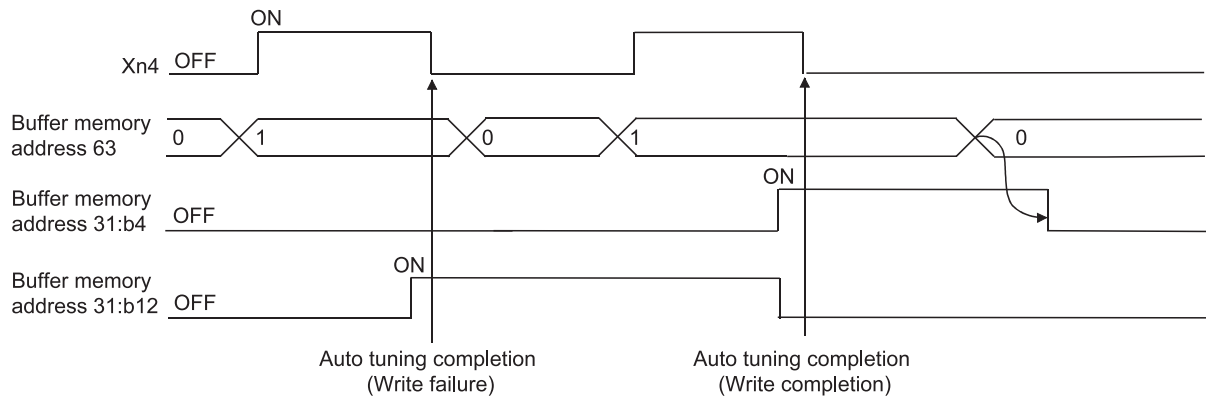 ON
Xn4
OFF
Buffer memory
address 63
0
1
0
1
0
ON
Buffer memory
address 31:b4
OFF
ON
Buffer memory
address 31:b12
OFF
Auto tuning completion
(Write failure)
Auto tuning completion
(Write completion)